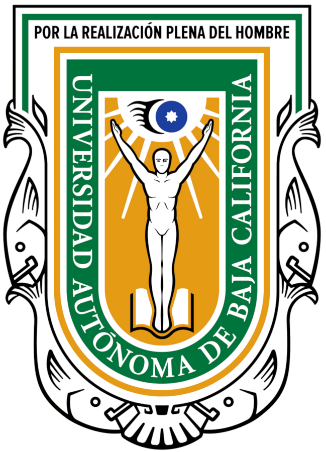 POR LA REALIZACIÓN PLENA DEL HOMBRE
UNIVERSIDAD AUTÓNOMA DE BAJA CALIFORNIA